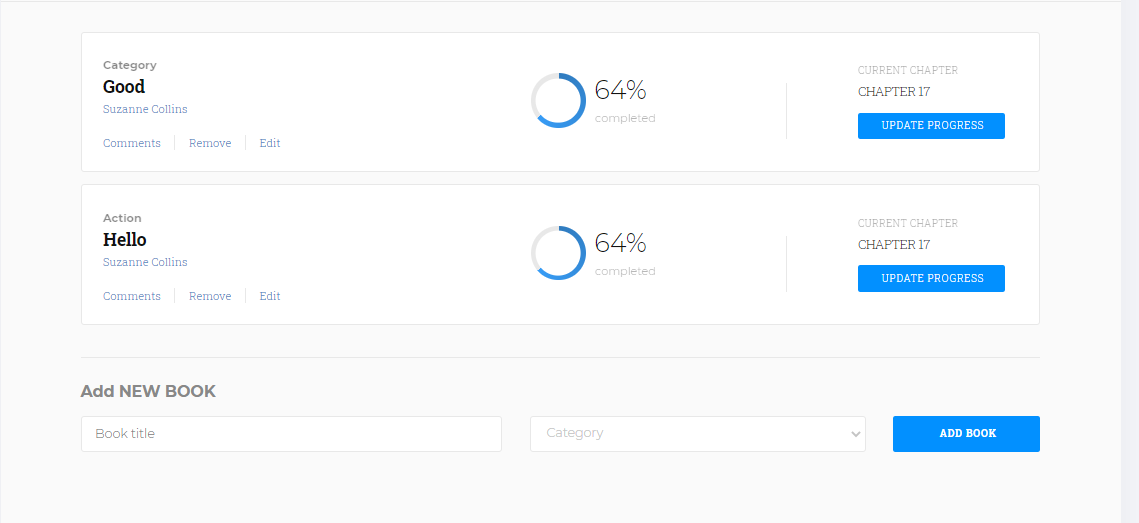 Category
Good
Suzanne Collins
Comments Remove Edit
64%
completed
CURRENT CHAPTER
CHAPTER 17
UPDATE PROGRESS
Action
Hello
Suzanne Collins
Comments Remove Edit
64%
completed
CURRENT CHAPTER
CHAPTER 17
UPDATE PROGRESS
Add NEW BOOK
Book title
Category
ADD BOOK